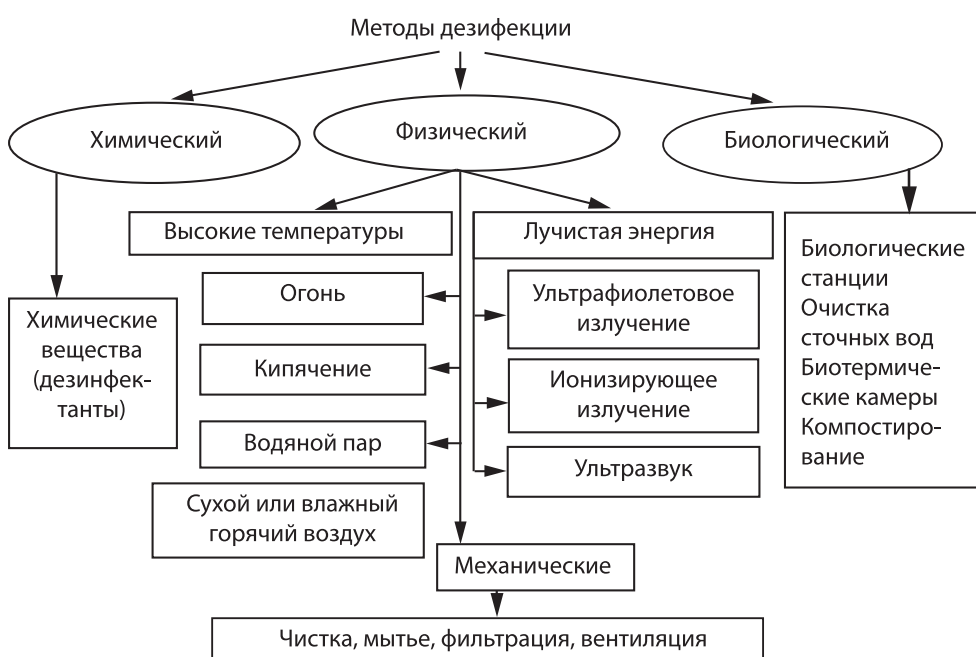 Методы дезифекции
Химический
Физический
Биологический
Высокие температуры
Лучистая энергия
Огонь
Кипячение
Водяной пар
Сухой или влажный
горячий воздух
Ультрафиолетовое
излучение
Ионизирующее
излучение
Ультразвук
Химические
вещества
(дезинфек-
танты)
Биологические
станции
Очистка
сточных вод
Биотермиче-
ские камеры
Компостиро-
вание
Механические
Чистка, мытье, фильтрация, вентиляция